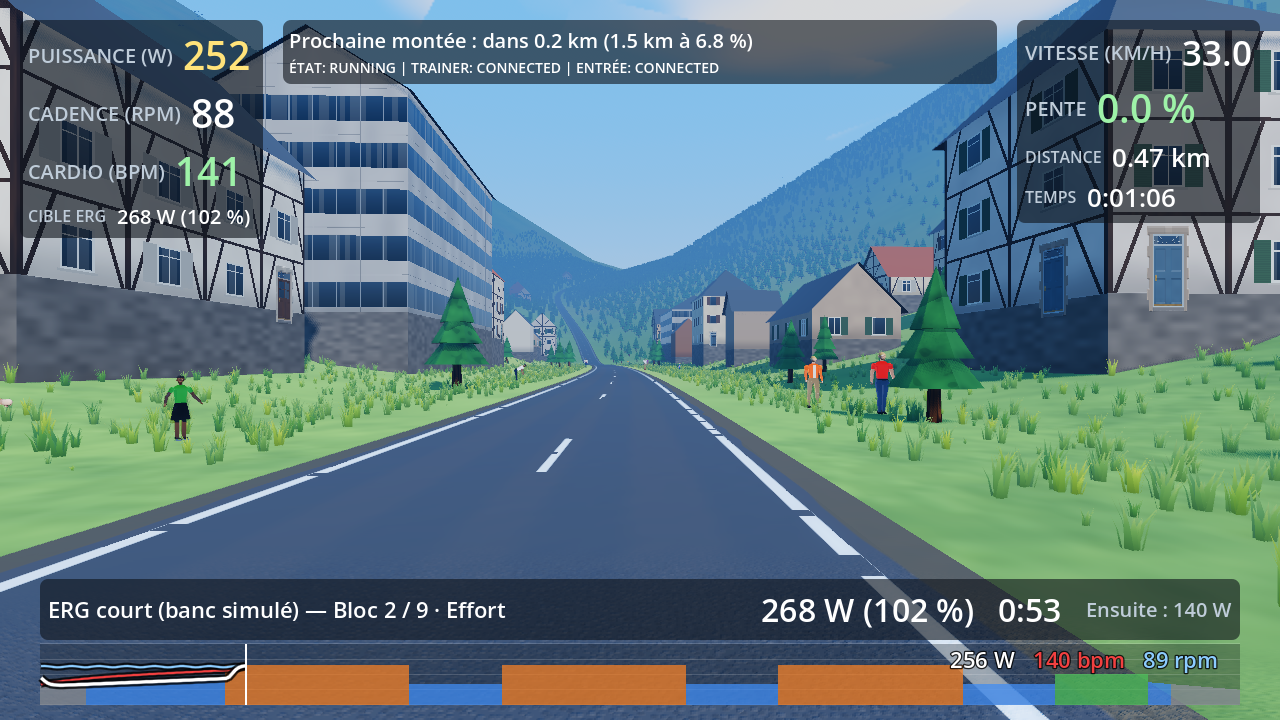 PUISSANCE (W) 252
CADENCE (RPM) 88
CARDIO (BPM) 141
CIBLE ERG 268 W (102 %)
Prochaine montée : dans 0.2 km (1.5 km à 6.8 %)
ÉTAT: RUNNING | TRAINER: CONNECTED | ENTRÉE: CONNECTED
VITESSE (KM/H) 33.0
PENTE 0.0 %
DISTANCE 0.47 km
TEMPS 0:01:06
ERG court (banc simulé) — Bloc 2 / 9 · Effort 268 W (102 %) 0:53 Ensuite : 140 W
256 W 140 bpm 89 rpm